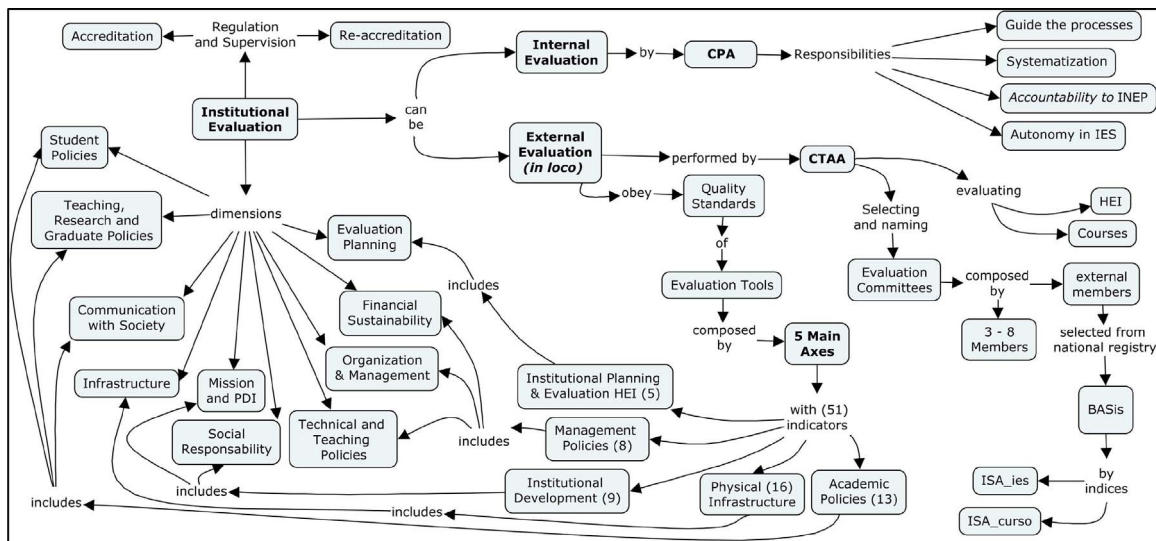 Accreditation
Regulation
and Supervision
Re-accreditation
Institutional
Evaluation
can
be
Internal
Evaluation
by
CPA
Responsibilities
Guide the processes
Systematization
Accountability to INEP
Autonomy in IES
External
Evaluation
(in loco)
performed by
CTAA
evaluating
HEI
Courses
obey
Quality
Standards
of
Evaluation Tools
composed
by
5 Main
Axes
Selecting
and naming
Evaluation
Committees
composed
by
3 - 8
Members
external
members
selected from
national registry
BASis
by
indices
ISA_ies
ISA_curso
with (51)
indicators
Institutional Planning
& Evaluation HEI (5)
Management
Policies (8)
Institutional
Development (9)
Physical (16)
Infrastructure
Academic
Policies (13)
includes
includes
includes
includes
includes
dimensions
Student
Policies
Teaching,
Research and
Graduate Policies
Communication
with Society
Infrastructure
Mission
and PDI
Social
Responsability
Technical and
Teaching
Policies
Organization
& Management
Financial
Sustainability
Evaluation
Planning